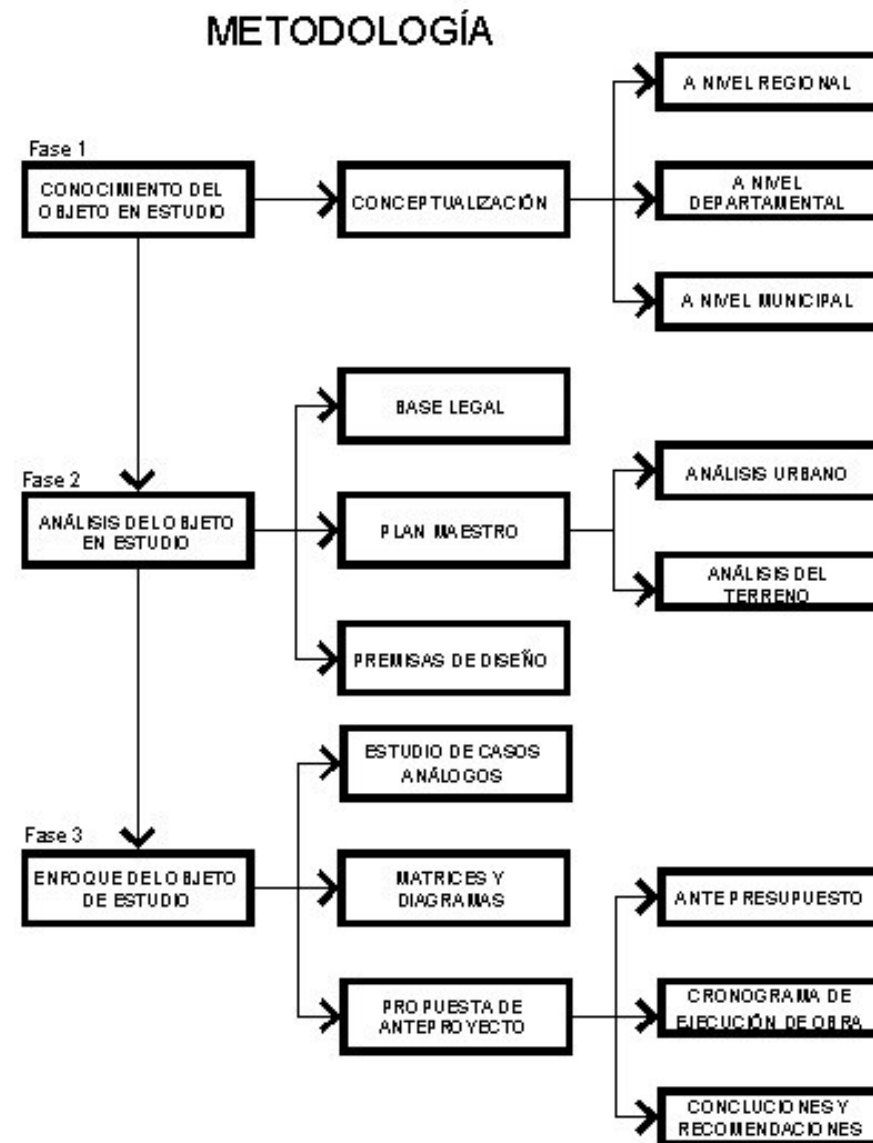 METODOLOGÍA
Fase 1
CONOCIMIENTO DEL
OBJETO EN ESTUDIO
CONCEPTUALIZACIÓN
A NIVEL REGIONAL
A NIVEL
DEPARTAMENTAL
A NIVEL MUNICIPAL
Fase 2
ANÁLISIS DEL OBJETO
EN ESTUDIO
BASE LEGAL
PLAN MAESTRO
PREMISAS DE DISEÑO
ANÁLISIS URBANO
ANÁLISIS DEL
TERRENO
Fase 3
ENFOQUE DEL OBJETO
DE ESTUDIO
ESTUDIO DE CASOS
ANÁLOGOS
MATRICES Y
DIAGRAMAS
PROPUESTA DE
ANTEPROYECTO
ANTE PRESUPUESTO
CRONOGRAMA DE
EJECUCIÓN DE OBRA
CONCLUCIONES Y
RECOMENDACIONES